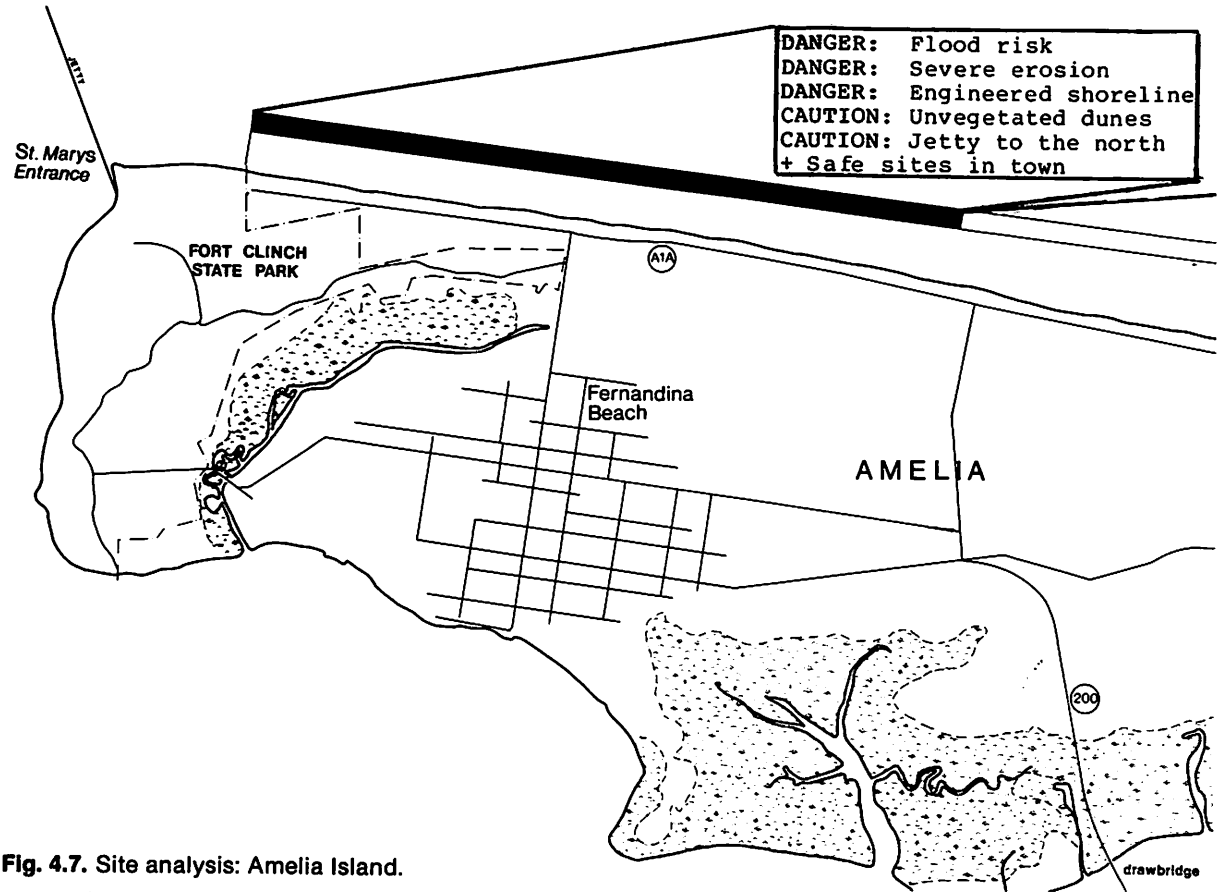 DANGER: Flood risk
DANGER: Severe erosion
DANGER: Engineered shoreline
CAUTION: Unvegetated dunes
CAUTION: Jetty to the north
+ Safe sites in town
JETTY
St. Marys
Entrance
FORT CLINCH
STATE PARK
A1A
Fernandina
Beach
AMELIA
200
drawbridge
Fig. 4.7. Site analysis: Amelia Island.